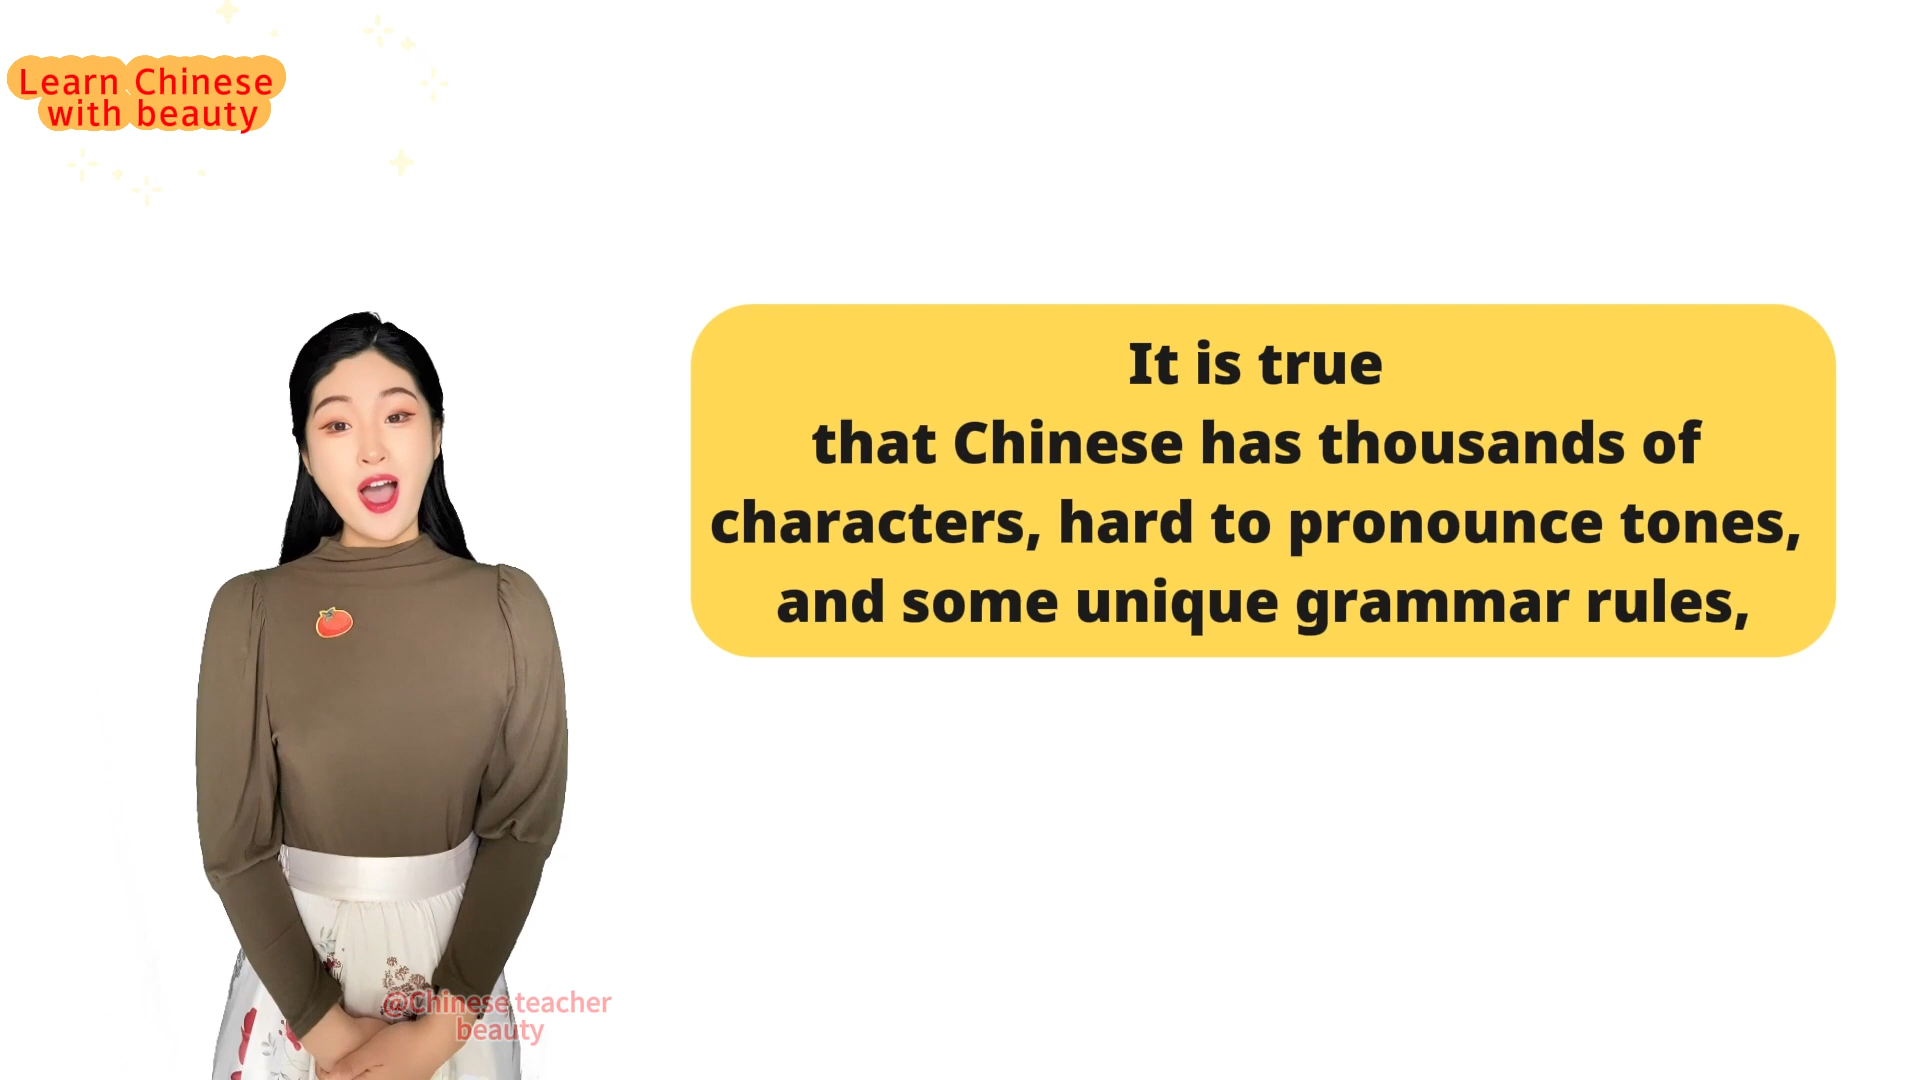 Learn Chinese
with beauty
It is true
that Chinese has thousands of
characters, hard to pronounce tones,
and some unique grammar rules,
@Chinese teacher
beauty